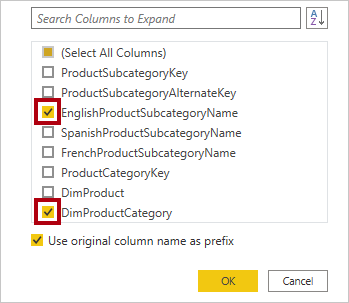 Search Columns to Expand
(Select All Columns)
ProductSubcategoryKey
ProductSubcategoryAlternateKey
EnglishProductSubcategoryName
SpanishProductSubcategoryName
FrenchProductSubcategoryName
ProductCategoryKey
DimProduct
DimProductCategory
Use original column name as prefix
OK Cancel